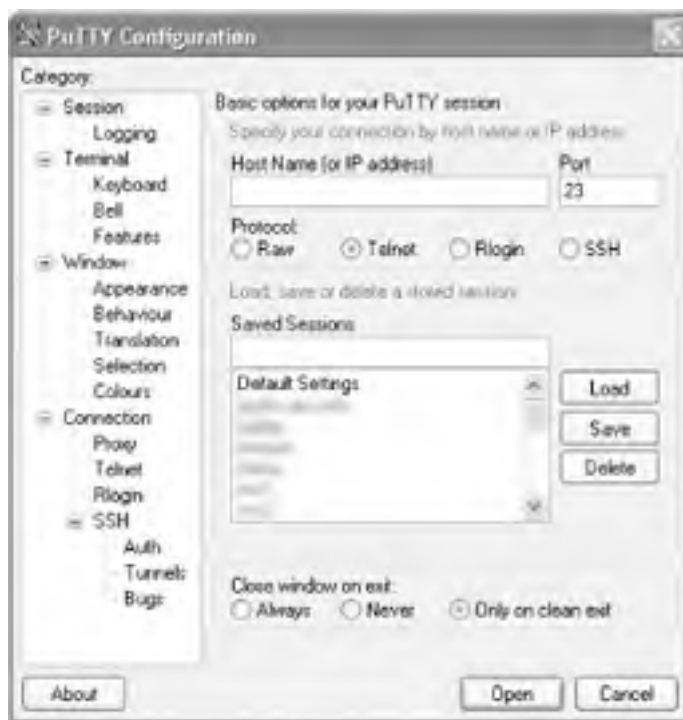 PuTTY Configuration
Category:
Session
Logging
Terminal
Keyboard
Bell
Features
Window
Appearance
Behaviour
Translation
Selection
Colours
Connection
Proxy
Telnet
Rlogin
SSH
Auth
Tunnels
Bugs
Basic options for your PuTTY session
Specify your connection by host name or IP address
Host Name (or IP address)
Port
23
Protocol:
Raw
Telnet
Rlogin
SSH
Load, save or delete a stored session
Saved Sessions
Default Settings
Load
Save
Delete
Close window on exit:
Always
Never
Only on clean exit
About
Open
Cancel